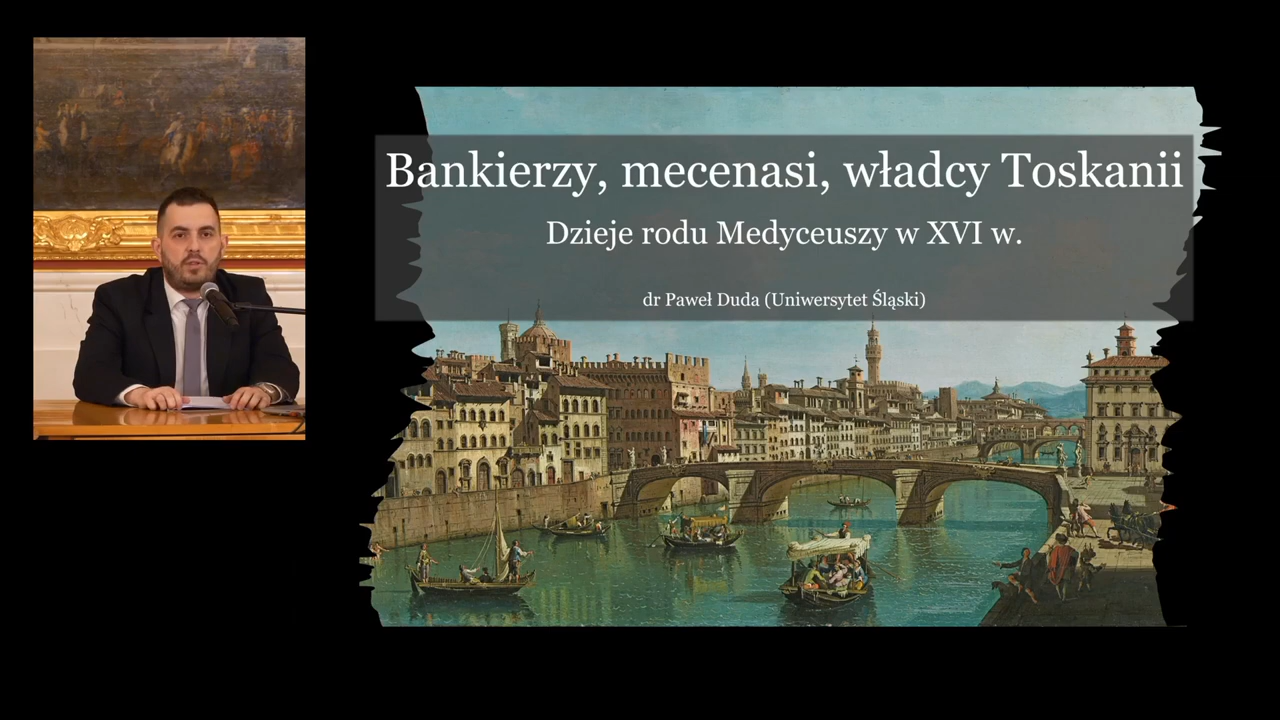 Bankierzy, mecenasi, władcy Toskanii
Dzieje rodu Medyceuszy w XVI w.
dr Paweł Duda (Uniwersytet Śląski)